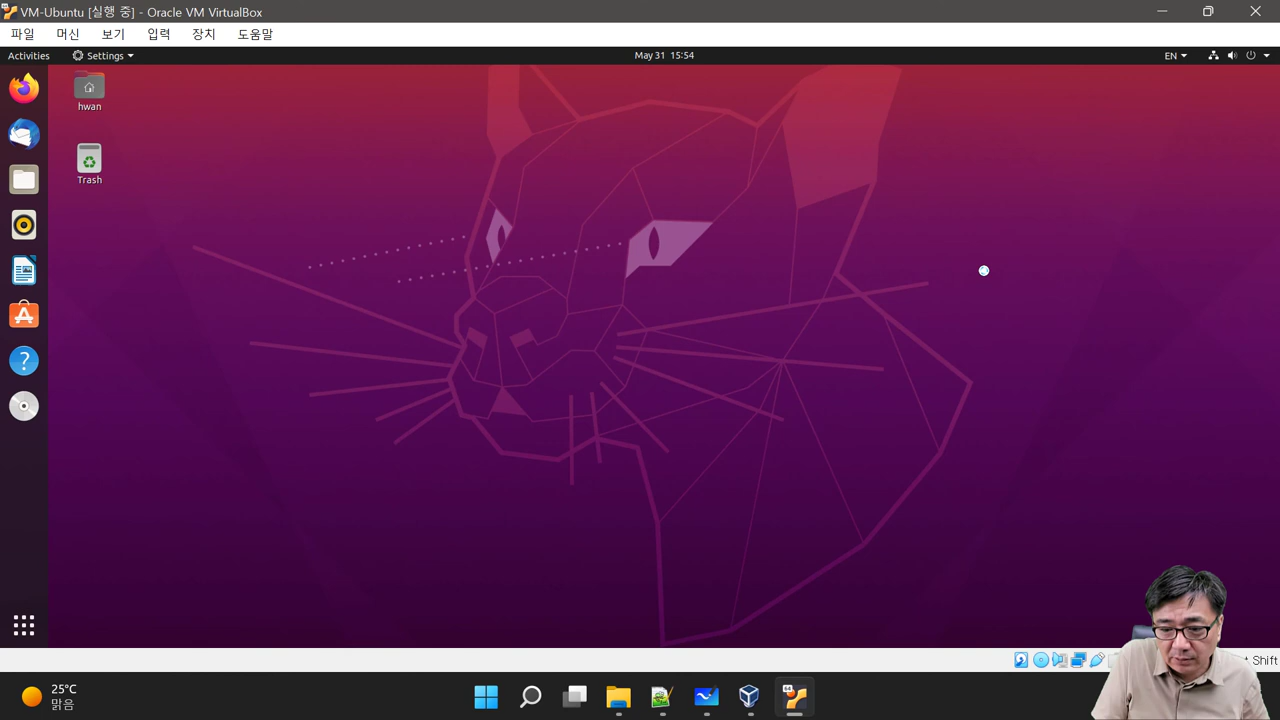 VM-Ubuntu [실행 중] - Oracle VM VirtualBox
파일 머신 보기 입력 장치 도움말
Activities Settings May 31 15:54 EN
hwan
Trash
Shift
25°C
맑음